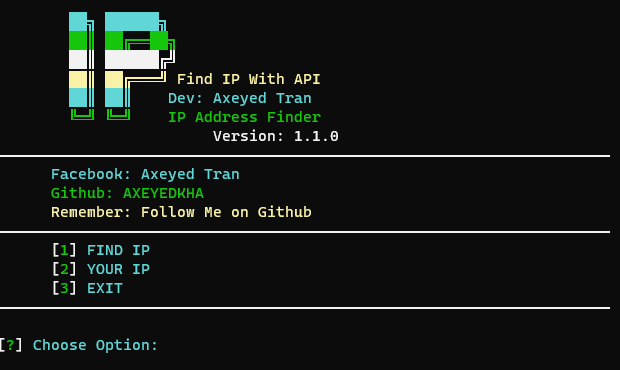 IP
Find IP With API
Dev: Axeyed Tran
IP Address Finder
Version: 1.1.0
Facebook: Axeyed Tran
Github: AXEYEDKHA
Remember: Follow Me on Github
[1] FIND IP
[2] YOUR IP
[3] EXIT
[?] Choose Option: